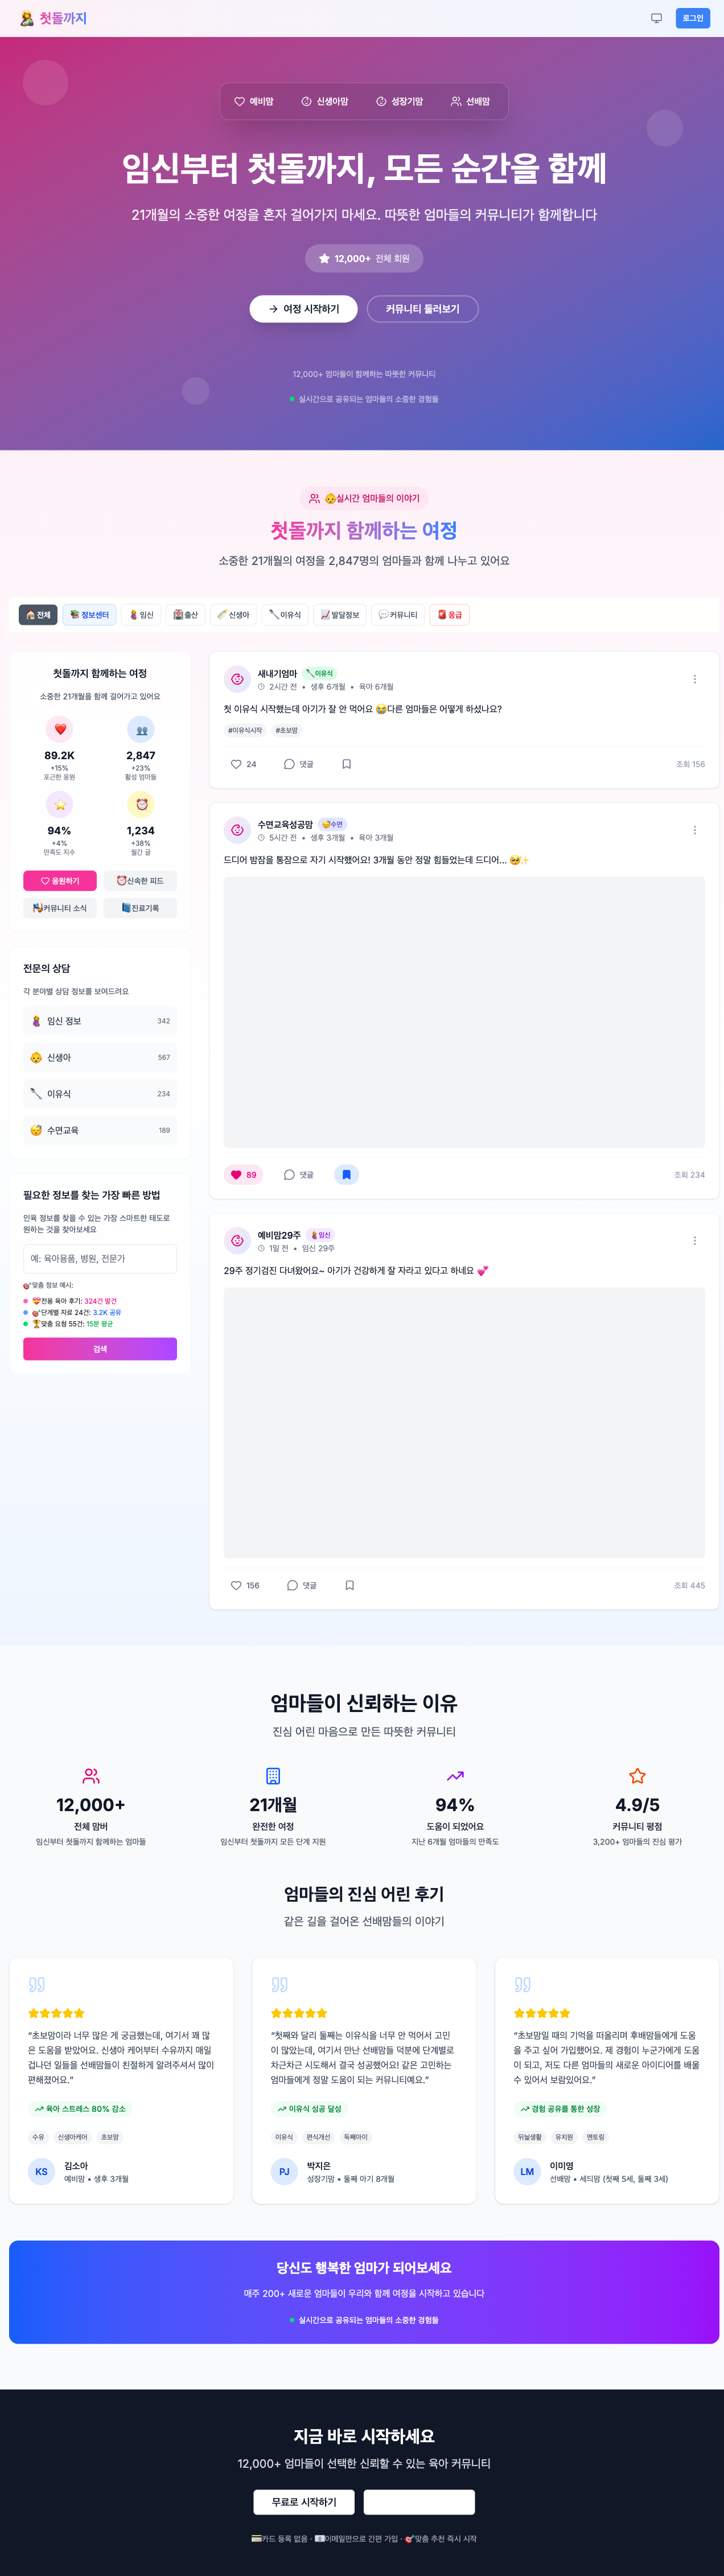 첫돌까지
로그인
예비맘 신생아맘 성장기맘 선배맘
임신부터 첫돌까지, 모든 순간을 함께
21개월의 소중한 여정을 혼자 걸어가지 마세요. 따뜻한 엄마들의 커뮤니티가 함께합니다
12,000+ 전체 회원
여정 시작하기 커뮤니티 둘러보기
12,000+ 엄마들이 함께하는 따뜻한 커뮤니티
실시간으로 공유되는 엄마들의 소중한 경험들
👶실시간 엄마들의 이야기
첫돌까지 함께하는 여정
소중한 21개월의 여정을 2,847명의 엄마들과 함께 나누고 있어요
전체 정보센터 임신 출산 신생아 이유식 발달정보 커뮤니티 응급
첫돌까지 함께하는 여정
소중한 21개월을 함께 걸어가고 있어요
89.2K 2,847
+15% +23%
포근한 응원 활성 엄마들
94% 1,234
+4% +38%
만족도 지수 월간 글
응원하기 신속한 피드
커뮤니티 소식 진료기록
전문의 상담
각 분야별 상담 정보를 보여드려요
임신 정보 342
신생아 567
이유식 234
수면교육 189
필요한 정보를 찾는 가장 빠른 방법
인육 정보를 찾을 수 있는 가장 스마트한 태도로
원하는 것을 찾아보세요
예: 육아용품, 병원, 전문가
맞춤 정보 예시:
전용 육아 후기: 324건 발견
단계별 자료 24건: 3.2K 공유
맞춤 요청 55건: 15분 평균
검색
새내기엄마 이유식
2시간 전 • 생후 6개월 • 육아 6개월
첫 이유식 시작했는데 아기가 잘 안 먹어요 😭다른 엄마들은 어떻게 하셨나요?
#이유식시작 #초보맘
24 댓글 조회 156
수면교육성공맘 수면
5시간 전 • 생후 3개월 • 육아 3개월
드디어 밤잠을 통잠으로 자기 시작했어요! 3개월 동안 정말 힘들었는데 드디어... 🥹✨
89 댓글 조회 234
예비맘29주 임신
1일 전 • 임신 29주
29주 정기검진 다녀왔어요~ 아기가 건강하게 잘 자라고 있다고 하네요 💕
156 댓글 조회 445
엄마들이 신뢰하는 이유
진심 어린 마음으로 만든 따뜻한 커뮤니티
12,000+ 21개월 94% 4.9/5
전체 맘버 완전한 여정 도움이 되었어요 커뮤니티 평점
임신부터 첫돌까지 함께하는 엄마들 임신부터 첫돌까지 모든 단계 지원 지난 6개월 엄마들의 만족도 3,200+ 엄마들의 진심 평가
엄마들의 진심 어린 후기
같은 길을 걸어온 선배맘들의 이야기
"초보맘이라 너무 많은 게 궁금했는데, 여기서 꽤 많
은 도움을 받았어요. 신생아 케어부터 수유까지 매일
겁나던 일들을 선배맘들이 친절하게 알려주셔서 많이
편해졌어요."
육아 스트레스 80% 감소
수유 신생아케어 초보맘
KS 김소아
예비맘 • 생후 3개월
"첫째와 달리 둘째는 이유식을 너무 안 먹어서 고민
이 많았는데, 여기서 만난 선배맘들 덕분에 단계별로
차근차근 시도해서 결국 성공했어요! 같은 고민하는
엄마들에게 정말 도움이 되는 커뮤니티예요."
이유식 성공 달성
이유식 편식개선 둑째마이
PJ 박지은
성장기맘 • 둘째 아기 8개월
"초보맘일 때의 기억을 떠올리며 후배맘들에게 도움
을 주고 싶어 가입했어요. 제 경험이 누군가에게 도움
이 되고, 저도 다른 엄마들의 새로운 아이디어를 배울
수 있어서 보람있어요."
경험 공유를 통한 성장
뒤닐생활 유치원 멘토링
LM 이미영
선배맘 • 세듸맘 (첫째 5세, 둘째 3세)
당신도 행복한 엄마가 되어보세요
매주 200+ 새로운 엄마들이 우리와 함께 여정을 시작하고 있습니다
실시간으로 공유되는 엄마들의 소중한 경험들
지금 바로 시작하세요
12,000+ 엄마들이 선택한 신뢰할 수 있는 육아 커뮤니티
무료로 시작하기
💳카드 등록 없음 · 📧이메일만으로 간편 가입 · 🎯맞춤 추천 즉시 시작